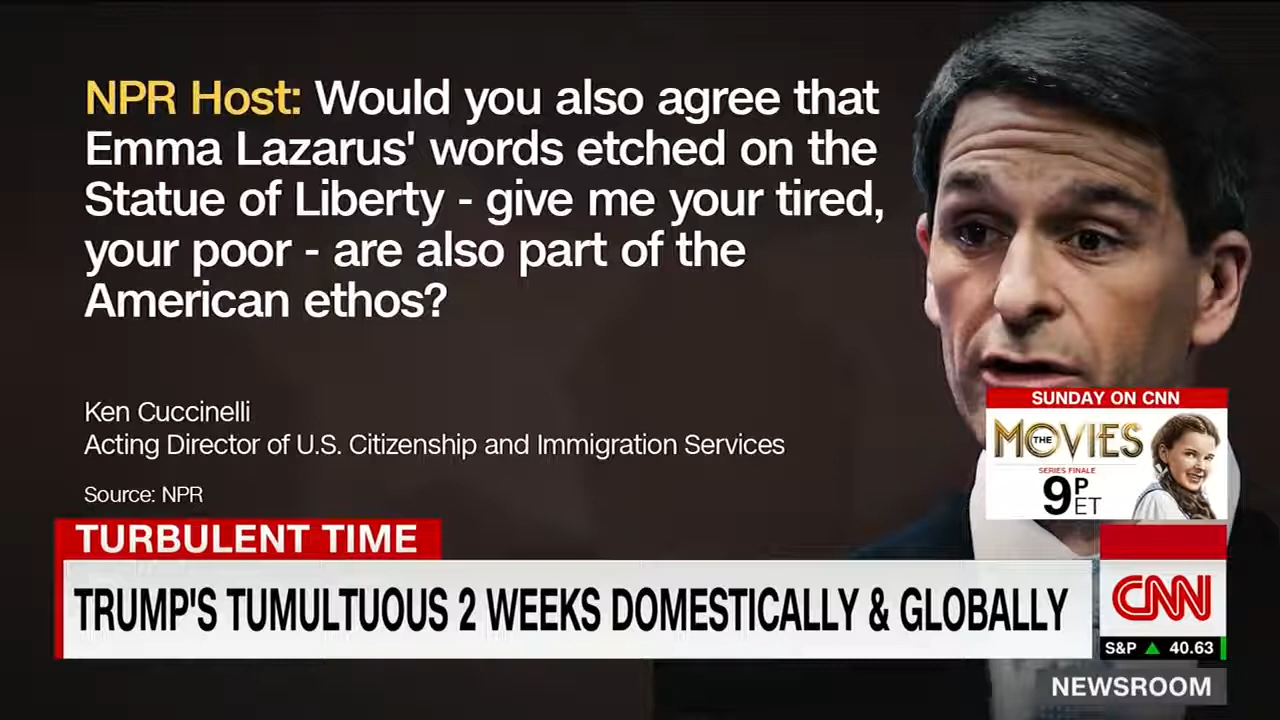 NPR Host: Would you also agree that
Emma Lazarus' words etched on the
Statue of Liberty - give me your tired,
your poor - are also part of the
American ethos?
Ken Cuccinelli
Acting Director of U.S. Citizenship and Immigration Services
Source: NPR
SUNDAY ON CNN
THE MOVIES
SERIES FINALE
9P ET
TURBULENT TIME
TRUMP'S TUMULTUOUS 2 WEEKS DOMESTICALLY & GLOBALLY
CNN
S&P ▲ 40.63
NEWSROOM